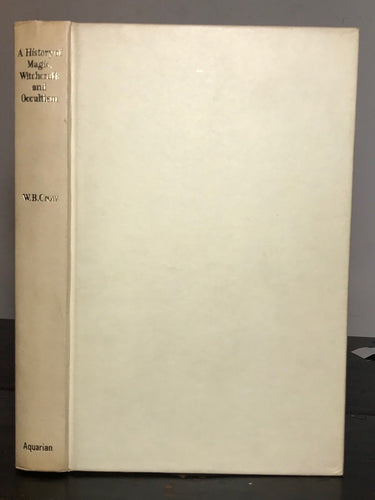 A History of
Magic,
Witchcraft
and
Occultism
W.B.Crow
Aquarian